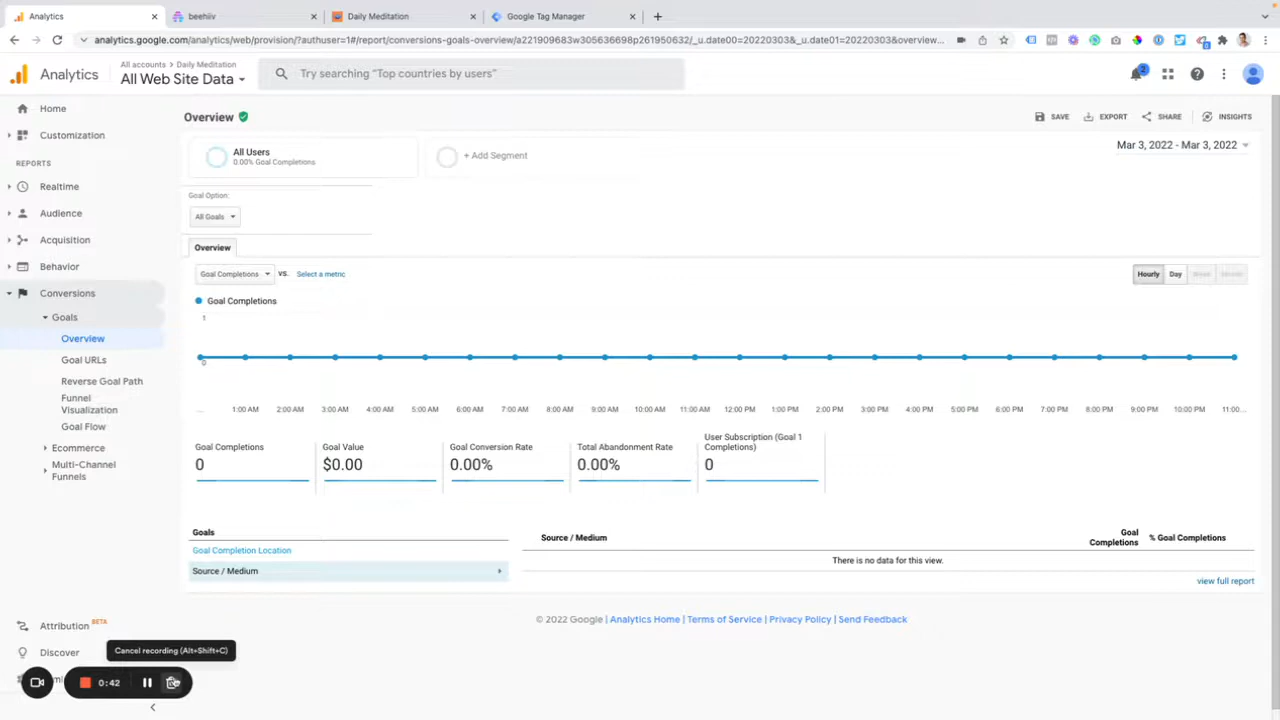 Analytics
beehiiv
Daily Meditation
Google Tag Manager
analytics.google.com/analytics/web/provision/?authuser=1#/report/conversions-goals-overview/a221909683w305636698p261950632/_u.date00=20220303&_u.date01=20220303&overview...
Analytics
All accounts > Daily Meditation
All Web Site Data
Try searching "Top countries by users"
2
6
Home
Customization
REPORTS
Realtime
Audience
Acquisition
Behavior
Conversions
Goals
Overview
Goal URLs
Reverse Goal Path
Funnel
Visualization
Goal Flow
Ecommerce
Multi-Channel
Funnels
Attribution BETA
Discover
Cancel recording (Alt+Shift+C)
0:42
Overview
SAVE
EXPORT
SHARE
INSIGHTS
All Users
0.00% Goal Completions
+ Add Segment
Mar 3, 2022 - Mar 3, 2022
Goal Option:
All Goals
Overview
Goal Completions
VS.
Select a metric
Hourly
Day
Week
Month
Goal Completions
1
0
... 1:00 AM 2:00 AM 3:00 AM 4:00 AM 5:00 AM 6:00 AM 7:00 AM 8:00 AM 9:00 AM 10:00 AM 11:00 AM 12:00 PM 1:00 PM 2:00 PM 3:00 PM 4:00 PM 5:00 PM 6:00 PM 7:00 PM 8:00 PM 9:00 PM 10:00 PM 11:00...
Goal Completions
0
Goal Value
$0.00
Goal Conversion Rate
0.00%
Total Abandonment Rate
0.00%
User Subscription (Goal 1
Completions)
0
Goals
Goal Completion Location
Source / Medium
Source / Medium
Goal
Completions
% Goal Completions
There is no data for this view.
view full report
© 2022 Google | Analytics Home | Terms of Service | Privacy Policy | Send Feedback